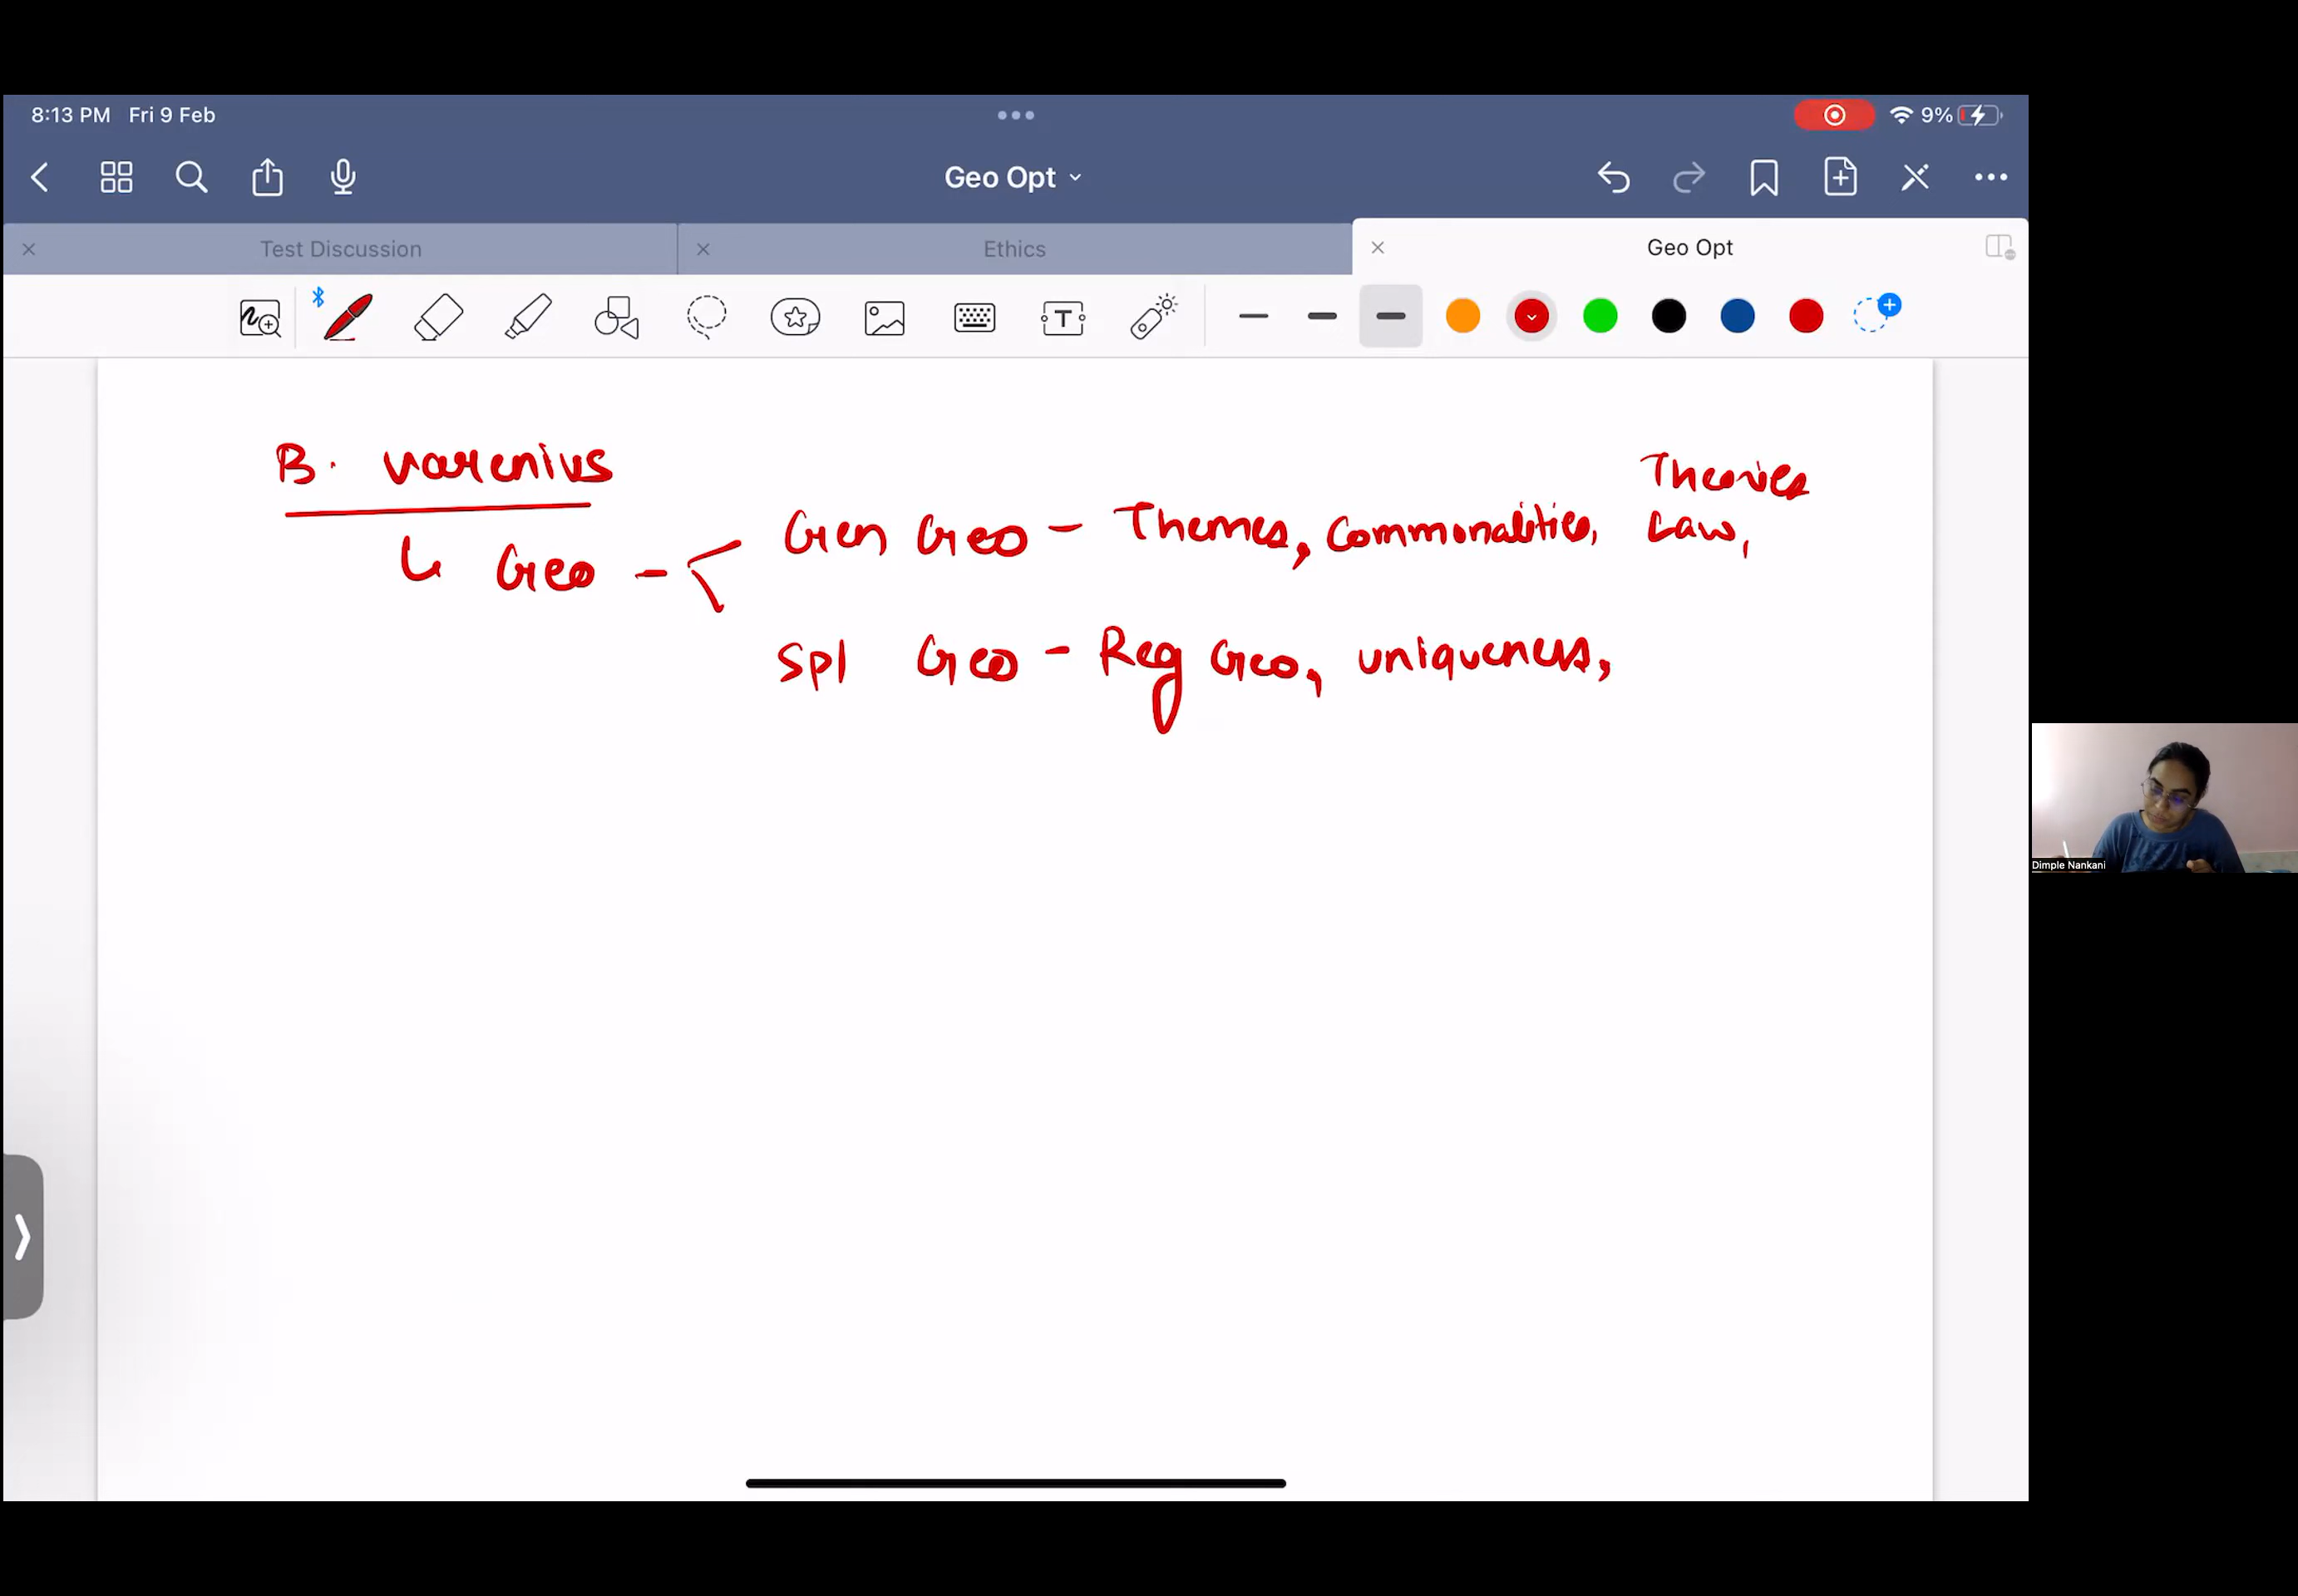 8:13 PM Fri 9 Feb
9%
Geo Opt
Test Discussion
Ethics
Geo Opt
T
B. Varenius
Theories
Gen Geo - Themes, Commonalities, Law,
Geo -
Spl Geo - Reg Geo, uniqueness,
Dimple Nankani